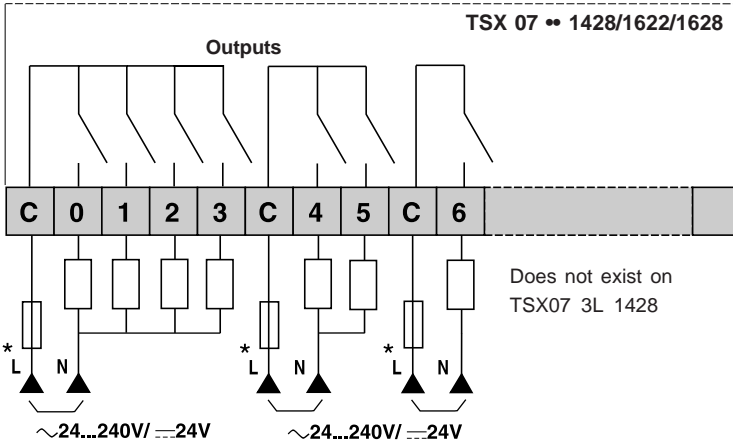 TSX 07 •• 1428/1622/1628
Outputs
C 0 1 2 3 C 4 5 C 6
Does not exist on
TSX07 3L 1428
* * *
L N L N L N
~24...240V/ ⎓24V ~24...240V/ ⎓24V